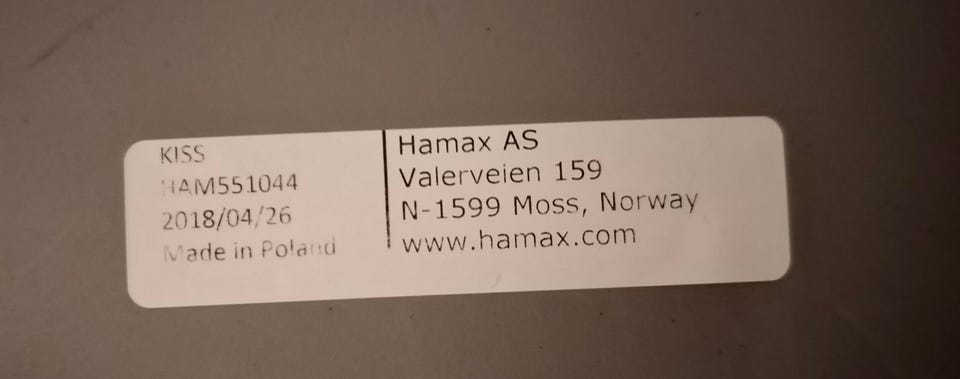 KISS
HAM551044
2018/04/26
Made in Poland
Hamax AS
Valerveien 159
N-1599 Moss, Norway
www.hamax.com